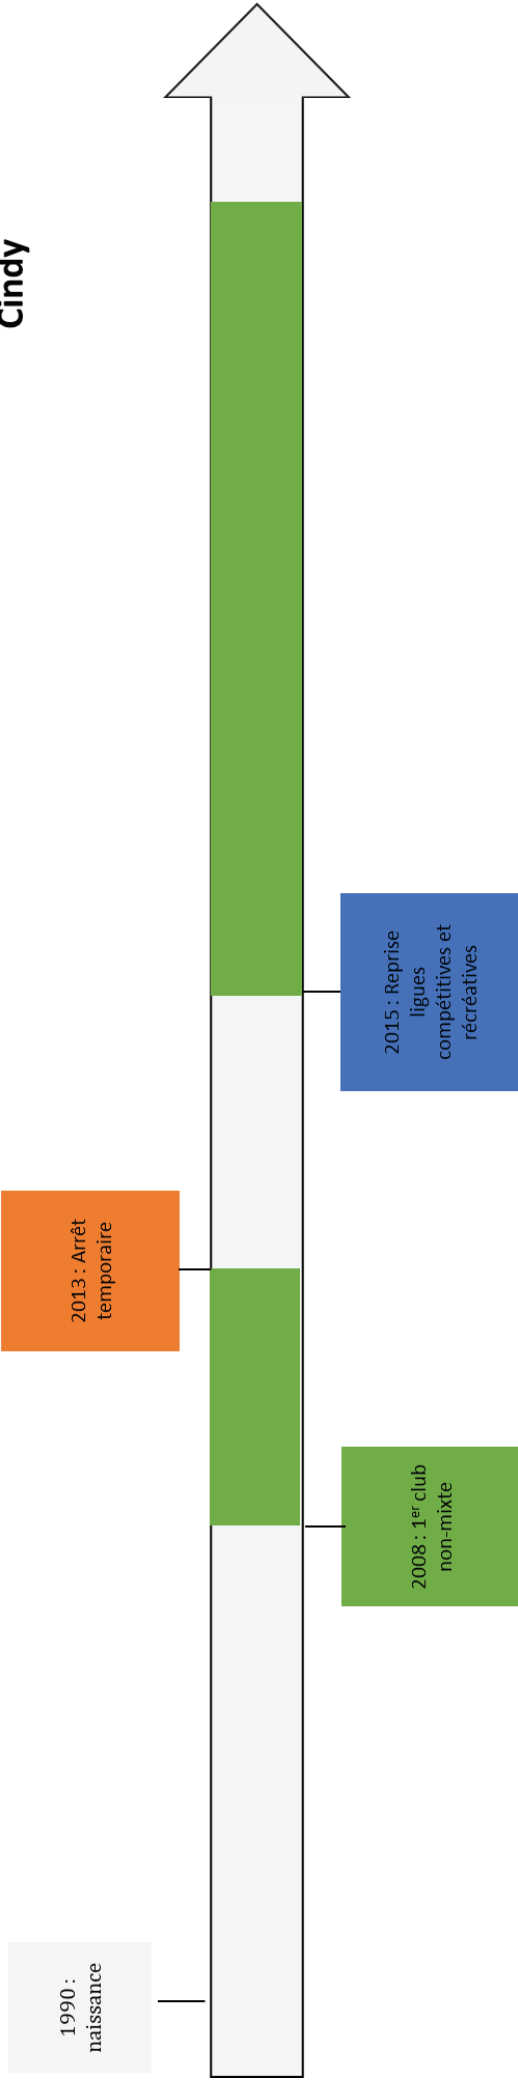 Cindy
1990 :
naissance
2008 : 1er club
non-mixte
2013 : Arrêt
temporaire
2015 : Reprise
ligues
compétitives et
récréatives